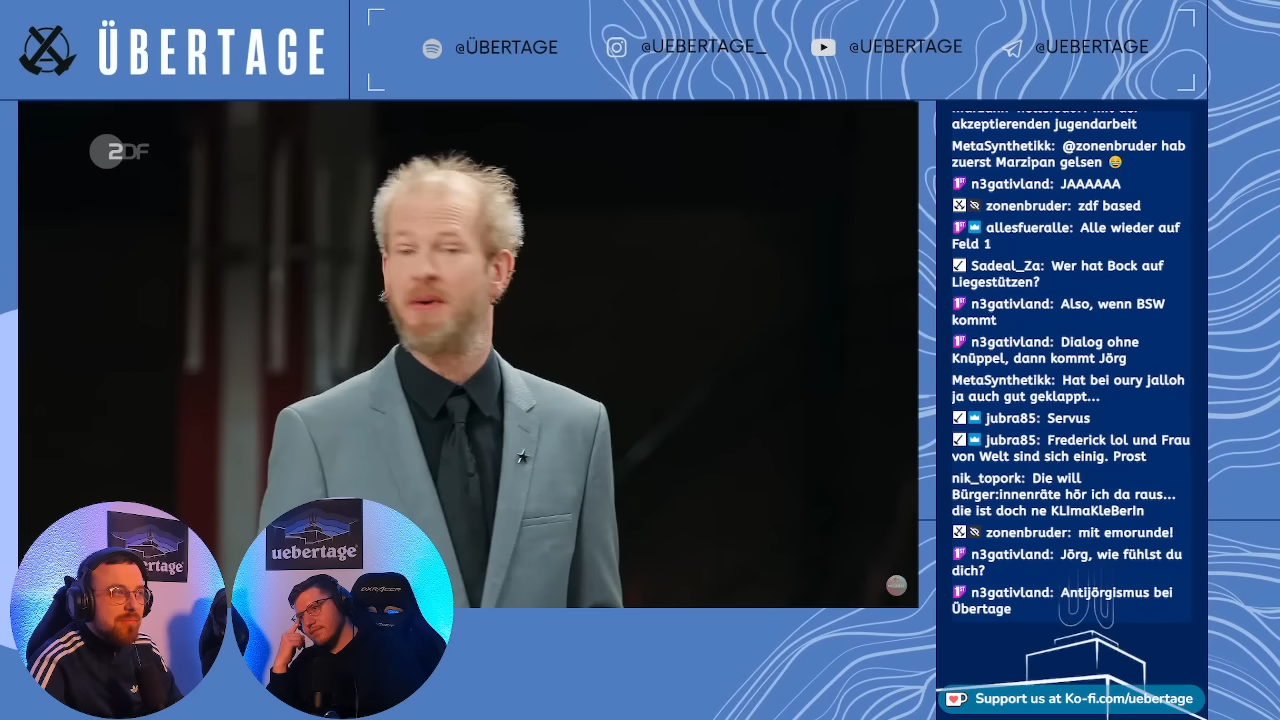 ÜBERTAGE
@ÜBERTAGE
@UEBERTAGE_
@UEBERTAGE
@UEBERTAGE
ZDF
akzeptierenden jugendarbeit
MetaSynthetikk: @zonenbruder hab
zuerst Marzipan gelsen 😅
n3gativland: JAAAAAA
zonenbruder: zdf based
allesfueralle: Alle wieder auf
Feld 1
Sadeal_Za: Wer hat Bock auf
Liegestützen?
n3gativland: Also, wenn BSW
kommt
n3gativland: Dialog ohne
Knüppel, dann kommt Jörg
MetaSynthetikk: Hat bei oury jalloh
ja auch gut geklappt...
jubra85: Servus
jubra85: Frederick lol und Frau
von Welt sind sich einig. Prost
nik_topork: Die will
Bürger:innenräte hör ich da raus...
die ist doch ne KLImaKleBerIn
zonenbruder: mit emorunde!
n3gativland: Jörg, wie fühlst du
dich?
n3gativland: Antijörgismus bei
Übertage
uebertage
DXRACER
Support us at Ko-fi.com/uebertage